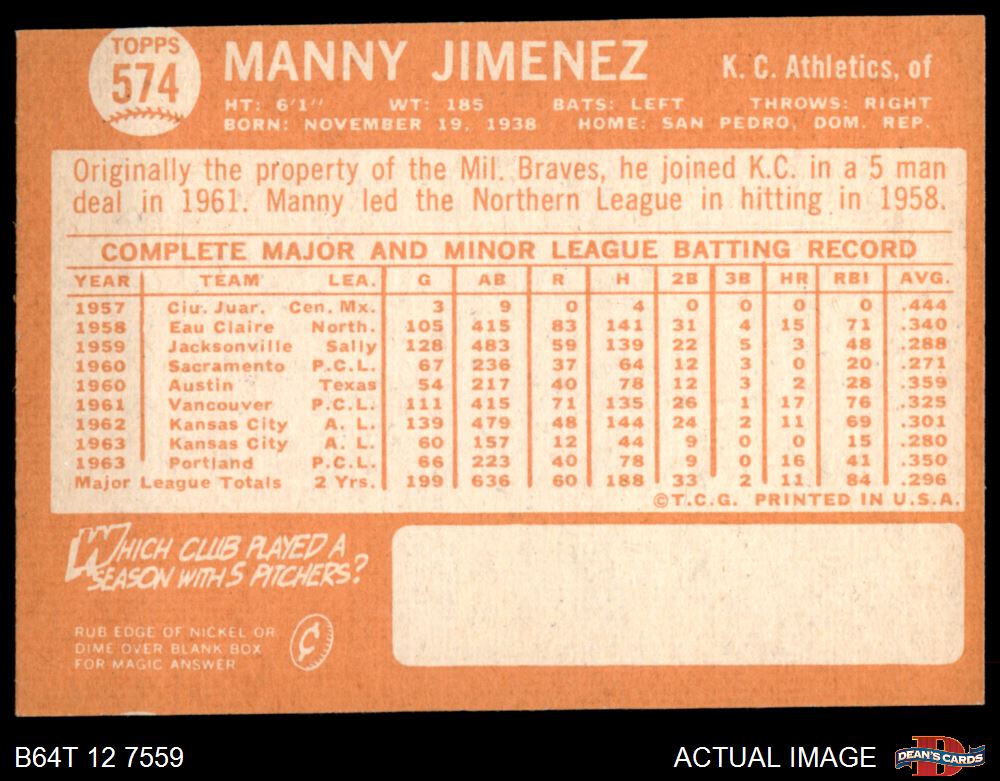 TOPPS
574
MANNY JIMENEZ
K. C. Athletics, of
HT: 6'1" WT: 185 BATS: LEFT THROWS: RIGHT
BORN: NOVEMBER 19, 1938 HOME: SAN PEDRO, DOM. REP.
Originally the property of the Mil. Braves, he joined K.C. in a 5 man
deal in 1961. Manny led the Northern League in hitting in 1958.
COMPLETE MAJOR AND MINOR LEAGUE BATTING RECORD
YEAR TEAM LEA. G AB R H 2B 3B HR RBI AVG.
1957 Ciu. Juar. Cen. Mx. 3 9 0 4 0 0 0 0 .444
1958 Eau Claire North. 105 415 83 141 31 4 15 71 .340
1959 Jacksonville Sally 128 483 59 139 22 5 3 48 .288
1960 Sacramento P.C.L. 67 236 37 64 12 3 0 20 .271
1960 Austin Texas 54 217 40 78 12 3 2 28 .359
1961 Vancouver P.C.L. 111 415 71 135 26 1 17 76 .325
1962 Kansas City A. L. 139 479 48 144 24 2 11 69 .301
1963 Kansas City A. L. 60 157 12 44 9 0 0 15 .280
1963 Portland P.C.L. 66 223 40 78 9 0 16 41 .350
Major League Totals 2 Yrs. 199 636 60 188 33 2 11 84 .296
©T.C.G. PRINTED IN U.S.A.
WHICH CLUB PLAYED A
SEASON WITH 5 PITCHERS?
RUB EDGE OF NICKEL OR
DIME OVER BLANK BOX
FOR MAGIC ANSWER
B64T 12 7559
ACTUAL IMAGE
DEAN'S CARDS